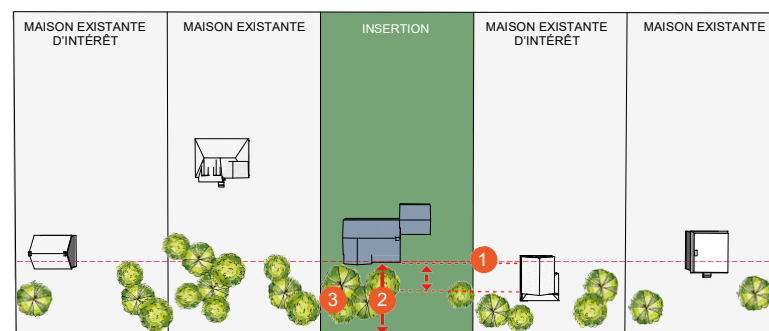 MAISON EXISTANTE
D'INTÉRÊT
MAISON EXISTANTE
INSERTION
MAISON EXISTANTE
D'INTÉRÊT
MAISON EXISTANTE
1
3
2